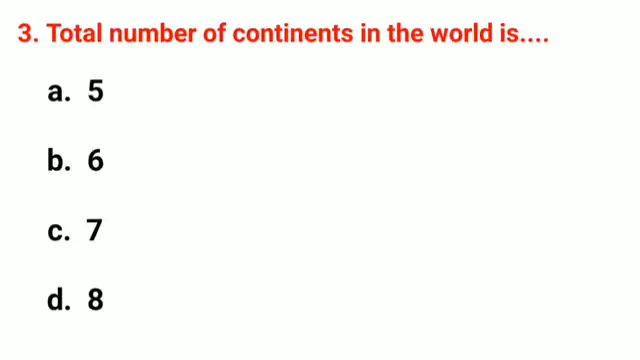 3. Total number of continents in the world is....
a. 5
b. 6
c. 7
d. 8